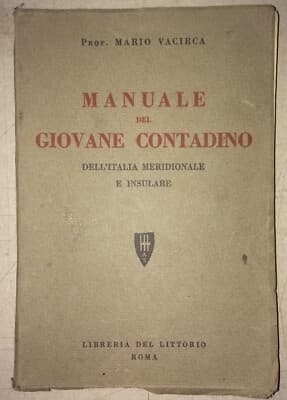 Prof. MARIO VACIRCA
MANUALE
DEL
GIOVANE CONTADINO
DELL'ITALIA MERIDIONALE
E INSULARE
LIBRERIA DEL LITTORIO
ROMA